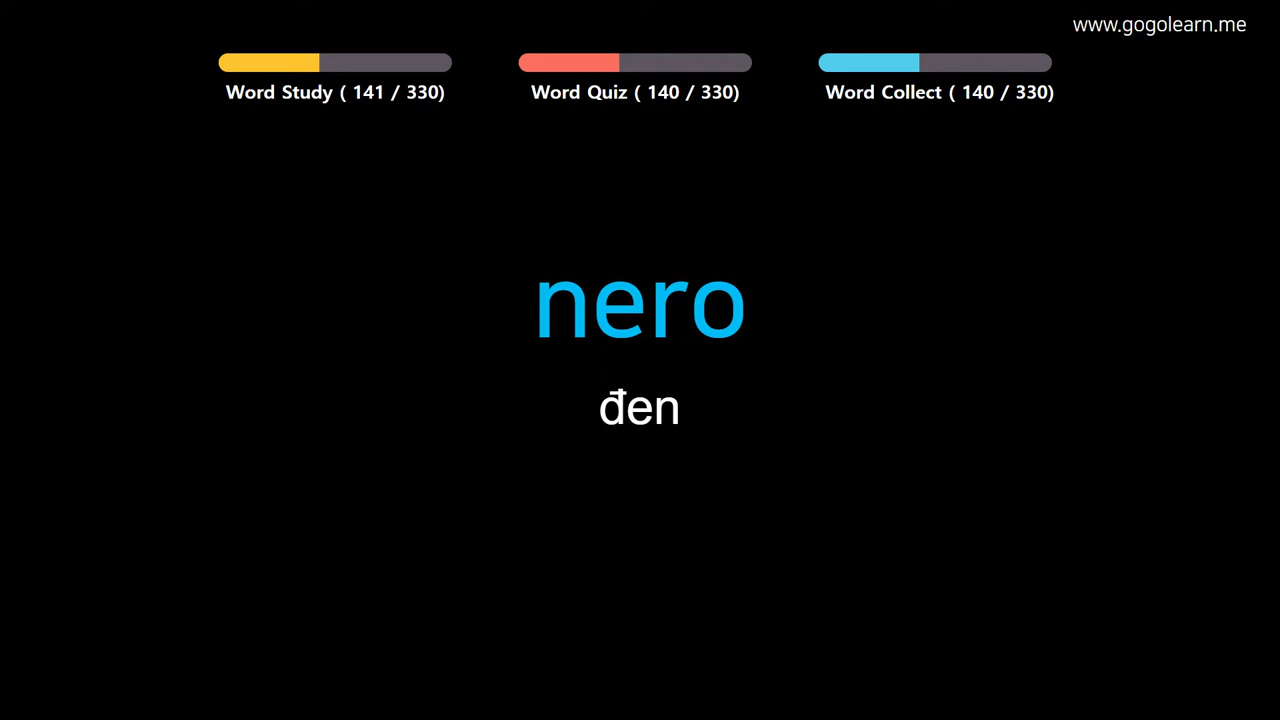 www.gogolearn.me
Word Study ( 141 / 330)
Word Quiz ( 140 / 330)
Word Collect ( 140 / 330)
nero
đen